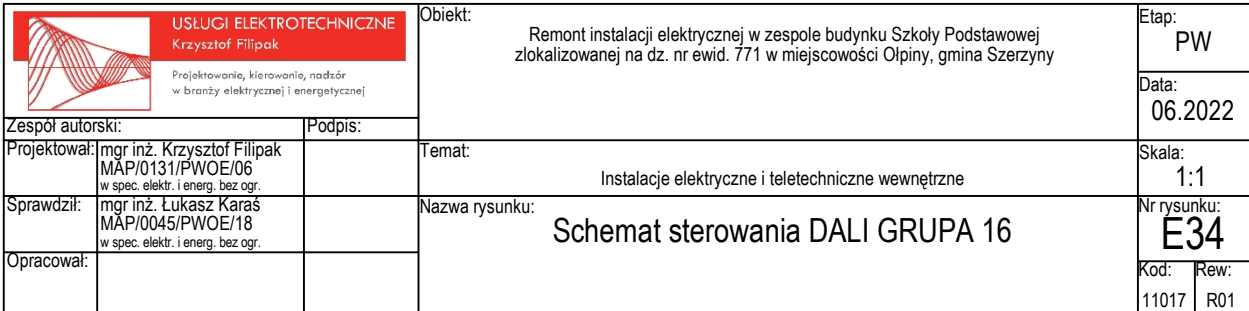 USŁUGI ELEKTROTECHNICZNE
Krzysztof Filipak
Projektowanie, kierowanie, nadzór
w branży elektrycznej i energetycznej
Zespół autorski:
Podpis:
Projektował:
mgr inż. Krzysztof Filipak
MAP/0131/PWOE/06
w spec. elektr. i energ. bez ogr.
Sprawdził:
mgr inż. Łukasz Karaś
MAP/0045/PWOE/18
w spec. elektr. i energ. bez ogr.
Opracował:
Obiekt:
Remont instalacji elektrycznej w zespole budynku Szkoły Podstawowej
zlokalizowanej na dz. nr ewid. 771 w miejscowości Ołpiny, gmina Szerzyny
Temat:
Instalacje elektryczne i teletechniczne wewnętrzne
Nazwa rysunku:
Schemat sterowania DALI GRUPA 16
Etap:
PW
Data:
06.2022
Skala:
1:1
Nr rysunku:
E34
Kod:
11017
Rew:
R01